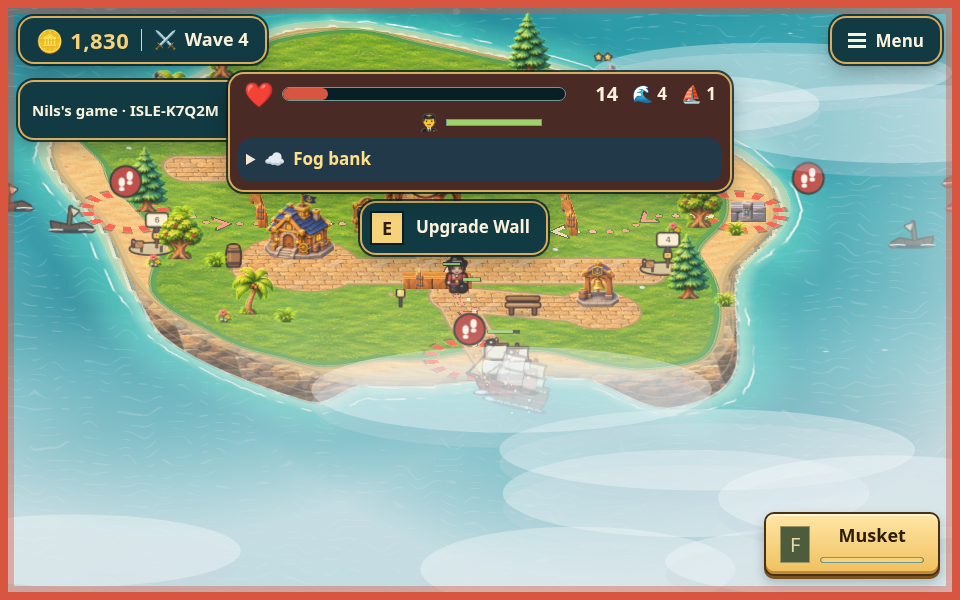 1,830 Wave 4
Menu
Nils's game · ISLE-K7Q2M
14 4 1
Fog bank
E Upgrade Wall
6
4
F Musket